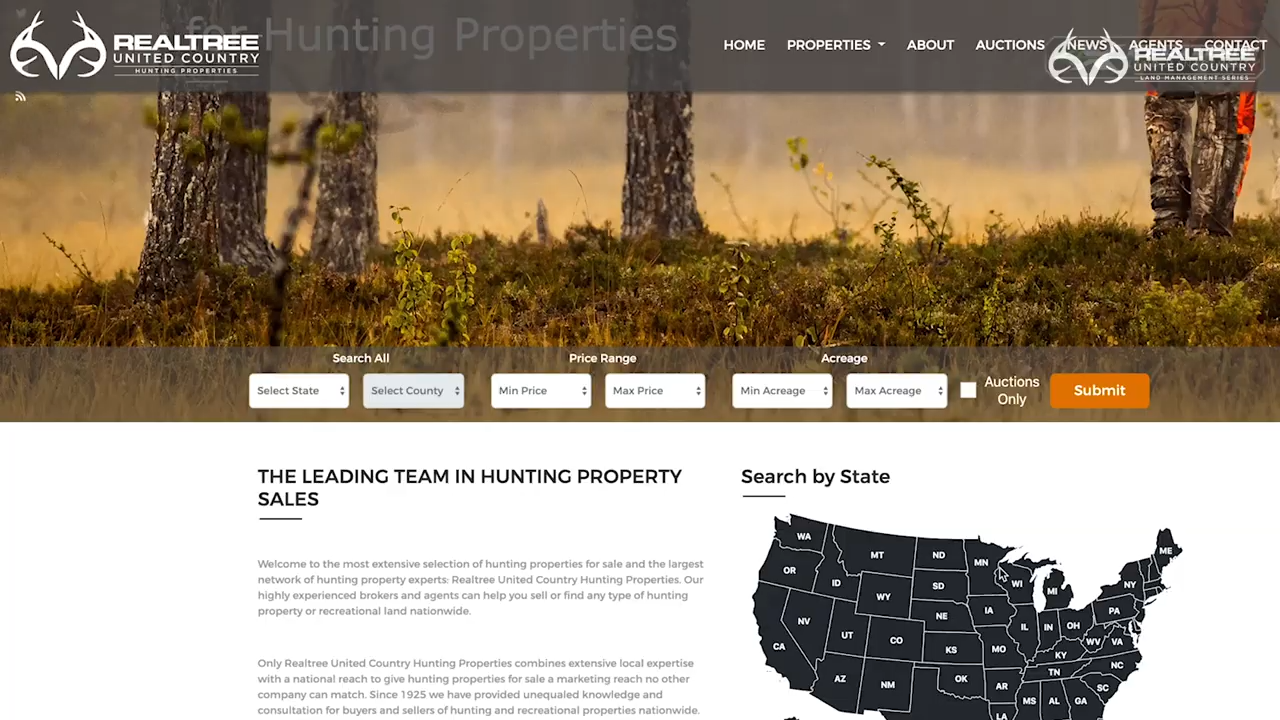 for Hunting Properties
REALTREE
UNITED COUNTRY
HUNTING PROPERTIES
HOME PROPERTIES ABOUT AUCTIONS NEWS AGENTS CONTACT
REALTREE
UNITED COUNTRY
LAND MANAGEMENT SERIES
Search All Price Range Acreage
Select State Select County Min Price Max Price Min Acreage Max Acreage Auctions Only Submit
THE LEADING TEAM IN HUNTING PROPERTY
SALES
Welcome to the most extensive selection of hunting properties for sale and the largest
network of hunting property experts: Realtree United Country Hunting Properties. Our
highly experienced brokers and agents can help you sell or find any type of hunting
property or recreational land nationwide.
Only Realtree United Country Hunting Properties combines extensive local expertise
with a national reach to give hunting properties for sale a marketing reach no other
company can match. Since 1925 we have provided unequaled knowledge and
consultation for buyers and sellers of hunting and recreational properties nationwide.
Search by State
WA MT ND MN ME
OR ID SD WI MI NY
WY IA PA
NV NE IL IN OH
UT CO WV VA
CA KS MO KY
NC
AZ NM OK AR TN
SC
MS AL GA
LA